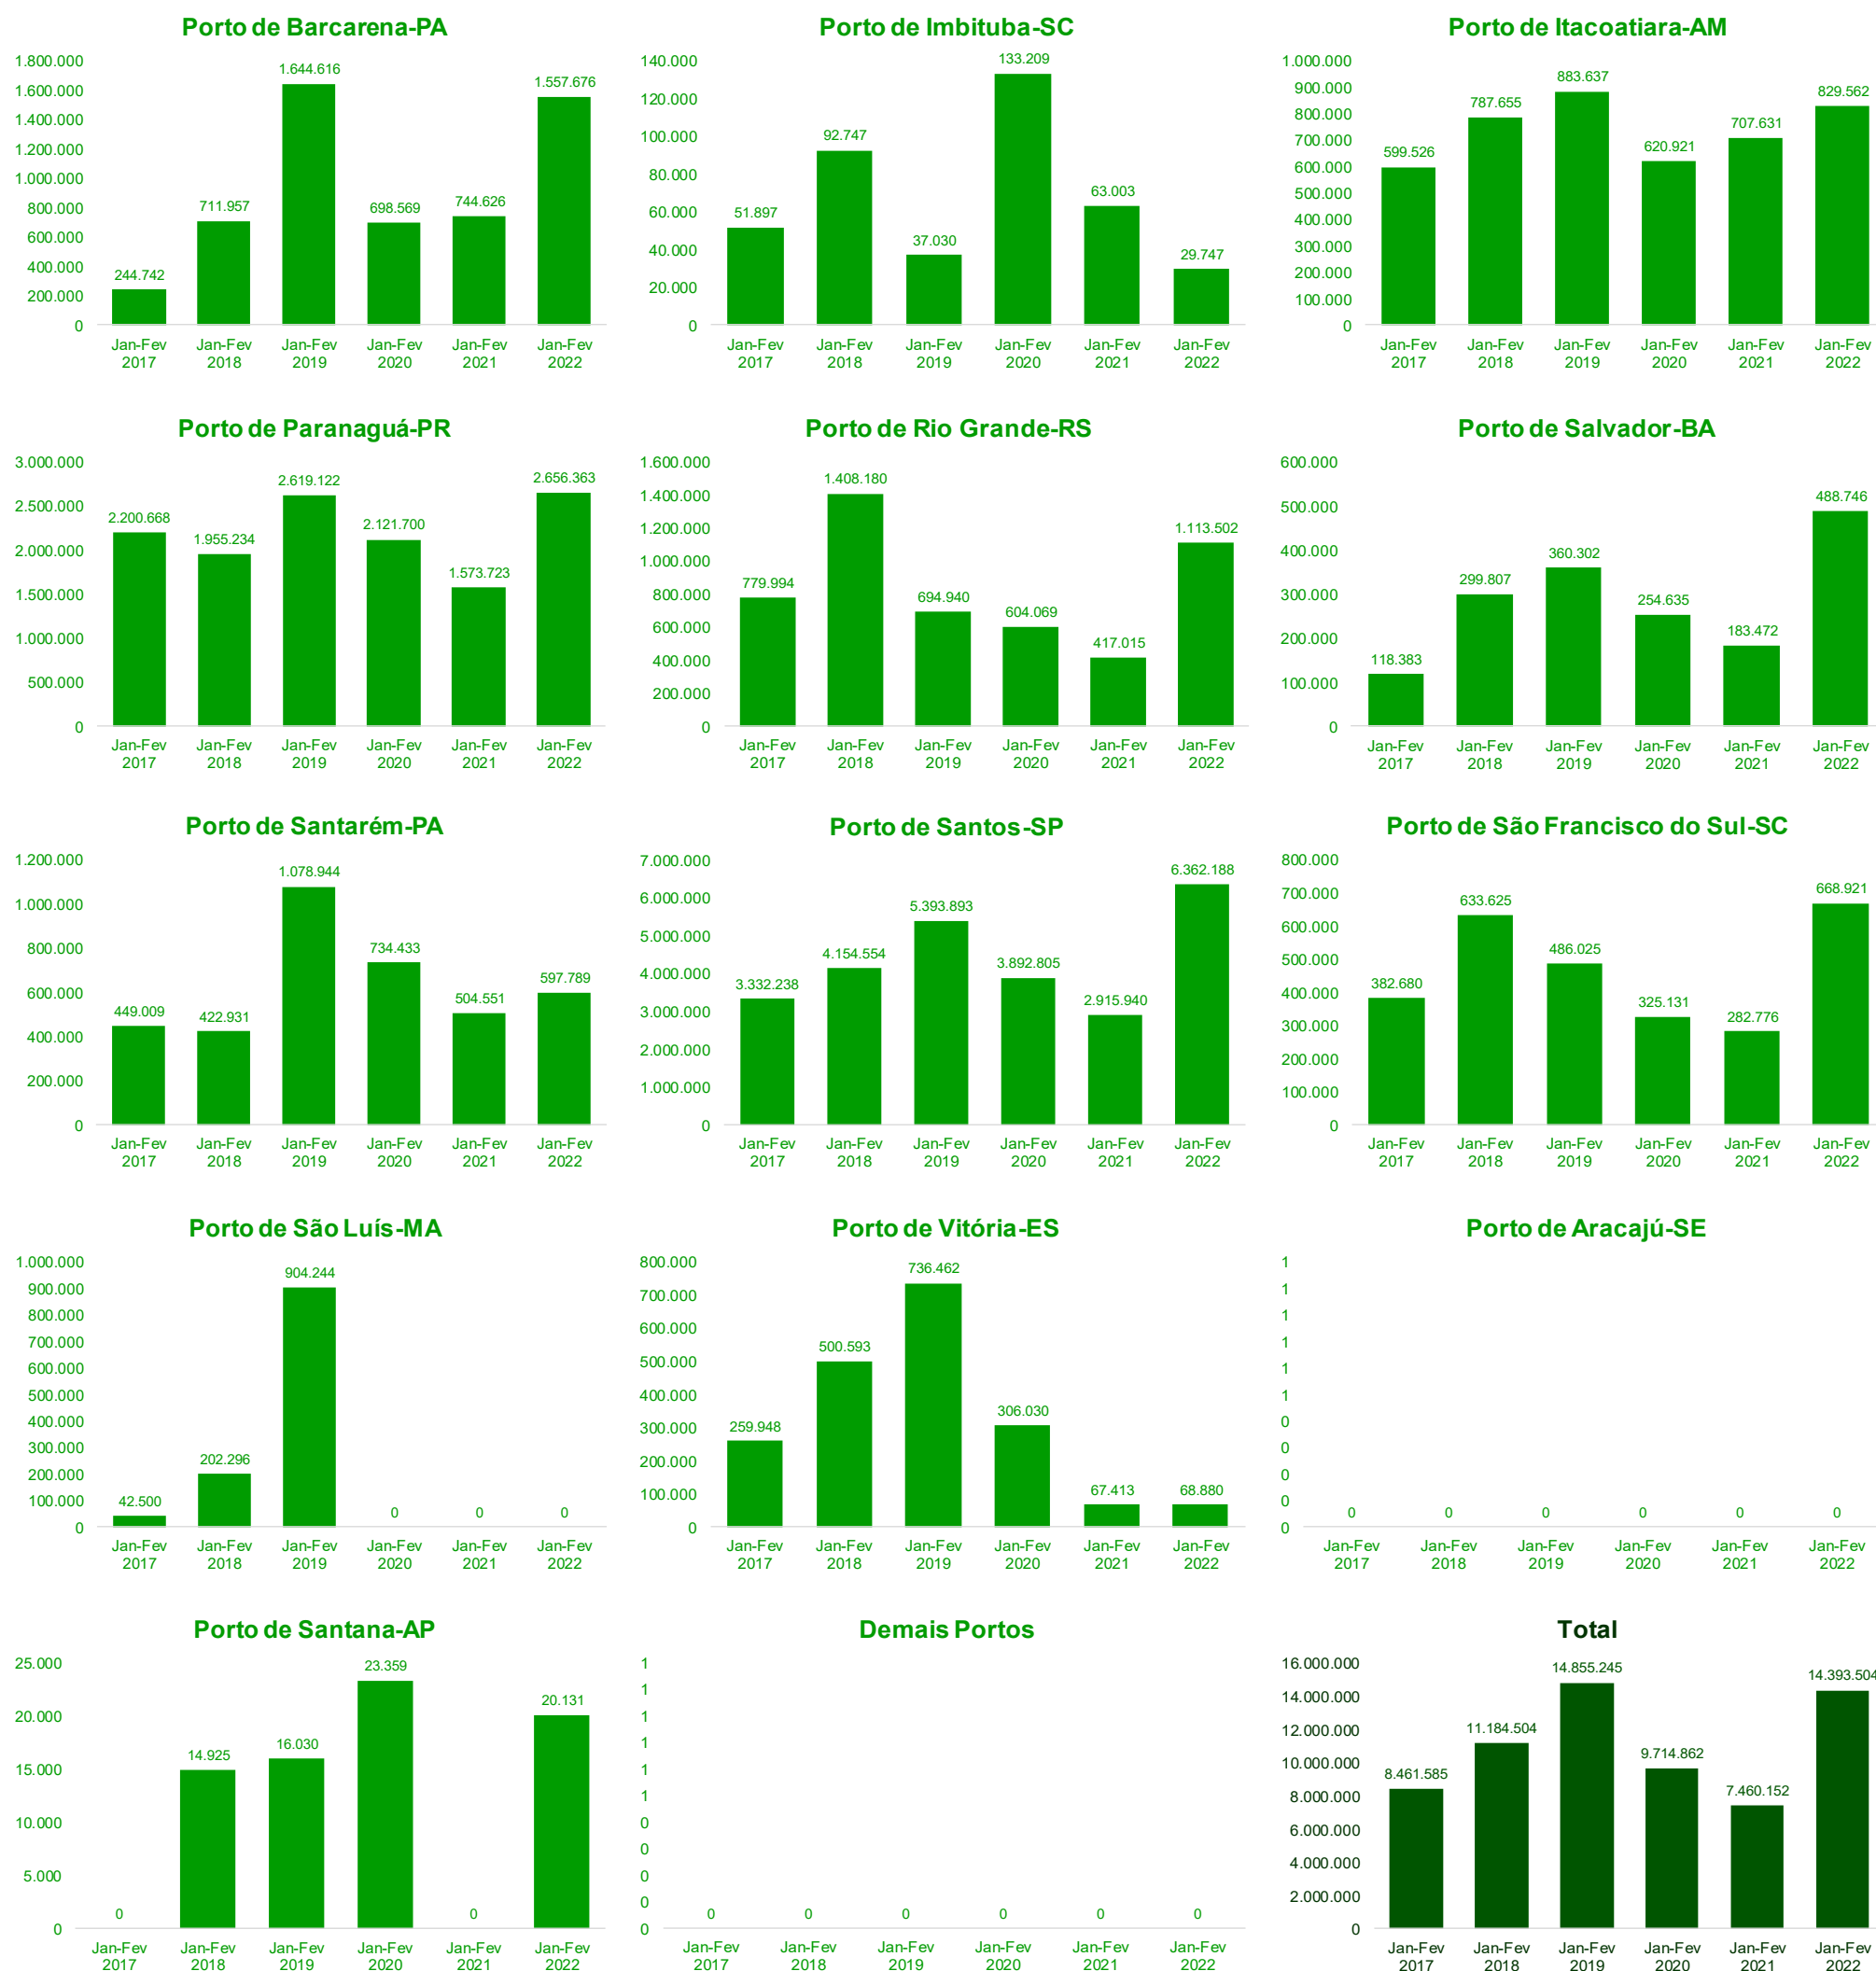 Porto de Barcarena-PA
1.800.000
1.600.000
1.400.000
1.200.000
1.000.000
800.000
600.000
400.000
200.000
0
244.742
711.957
1.644.616
698.569
744.626
1.557.676
Jan-Fev
2017
Jan-Fev
2018
Jan-Fev
2019
Jan-Fev
2020
Jan-Fev
2021
Jan-Fev
2022
Porto de Imbituba-SC
140.000
120.000
100.000
80.000
60.000
40.000
20.000
0
51.897
92.747
37.030
133.209
63.003
29.747
Jan-Fev
2017
Jan-Fev
2018
Jan-Fev
2019
Jan-Fev
2020
Jan-Fev
2021
Jan-Fev
2022
Porto de Itacoatiara-AM
1.000.000
900.000
800.000
700.000
600.000
500.000
400.000
300.000
200.000
100.000
0
599.526
787.655
883.637
620.921
707.631
829.562
Jan-Fev
2017
Jan-Fev
2018
Jan-Fev
2019
Jan-Fev
2020
Jan-Fev
2021
Jan-Fev
2022
Porto de Paranaguá-PR
3.000.000
2.500.000
2.000.000
1.500.000
1.000.000
500.000
0
2.200.668
1.955.234
2.619.122
2.121.700
1.573.723
2.656.363
Jan-Fev
2017
Jan-Fev
2018
Jan-Fev
2019
Jan-Fev
2020
Jan-Fev
2021
Jan-Fev
2022
Porto de Rio Grande-RS
1.600.000
1.400.000
1.200.000
1.000.000
800.000
600.000
400.000
200.000
0
779.994
1.408.180
694.940
604.069
417.015
1.113.502
Jan-Fev
2017
Jan-Fev
2018
Jan-Fev
2019
Jan-Fev
2020
Jan-Fev
2021
Jan-Fev
2022
Porto de Salvador-BA
600.000
500.000
400.000
300.000
200.000
100.000
0
118.383
299.807
360.302
254.635
183.472
488.746
Jan-Fev
2017
Jan-Fev
2018
Jan-Fev
2019
Jan-Fev
2020
Jan-Fev
2021
Jan-Fev
2022
Porto de Santarém-PA
1.200.000
1.000.000
800.000
600.000
400.000
200.000
0
449.009
422.931
1.078.944
734.433
504.551
597.789
Jan-Fev
2017
Jan-Fev
2018
Jan-Fev
2019
Jan-Fev
2020
Jan-Fev
2021
Jan-Fev
2022
Porto de Santos-SP
7.000.000
6.000.000
5.000.000
4.000.000
3.000.000
2.000.000
1.000.000
0
3.332.238
4.154.554
5.393.893
3.892.805
2.915.940
6.362.188
Jan-Fev
2017
Jan-Fev
2018
Jan-Fev
2019
Jan-Fev
2020
Jan-Fev
2021
Jan-Fev
2022
Porto de São Francisco do Sul-SC
800.000
700.000
600.000
500.000
400.000
300.000
200.000
100.000
0
382.680
633.625
486.025
325.131
282.776
668.921
Jan-Fev
2017
Jan-Fev
2018
Jan-Fev
2019
Jan-Fev
2020
Jan-Fev
2021
Jan-Fev
2022
Porto de São Luís-MA
1.000.000
900.000
800.000
700.000
600.000
500.000
400.000
300.000
200.000
100.000
0
42.500
202.296
904.244
0
0
0
Jan-Fev
2017
Jan-Fev
2018
Jan-Fev
2019
Jan-Fev
2020
Jan-Fev
2021
Jan-Fev
2022
Porto de Vitória-ES
800.000
700.000
600.000
500.000
400.000
300.000
200.000
100.000
0
259.948
500.593
736.462
306.030
67.413
68.880
Jan-Fev
2017
Jan-Fev
2018
Jan-Fev
2019
Jan-Fev
2020
Jan-Fev
2021
Jan-Fev
2022
Porto de Aracajú-SE
1
1
1
1
1
1
0
0
0
0
0
0
0
0
0
0
0
Jan-Fev
2017
Jan-Fev
2018
Jan-Fev
2019
Jan-Fev
2020
Jan-Fev
2021
Jan-Fev
2022
Porto de Santana-AP
25.000
20.000
15.000
10.000
5.000
0
0
14.925
16.030
23.359
0
20.131
Jan-Fev
2017
Jan-Fev
2018
Jan-Fev
2019
Jan-Fev
2020
Jan-Fev
2021
Jan-Fev
2022
Demais Portos
1
1
1
1
1
1
0
0
0
0
0
0
0
0
0
0
0
Jan-Fev
2017
Jan-Fev
2018
Jan-Fev
2019
Jan-Fev
2020
Jan-Fev
2021
Jan-Fev
2022
Total
16.000.000
14.000.000
12.000.000
10.000.000
8.000.000
6.000.000
4.000.000
2.000.000
0
8.461.585
11.184.504
14.855.245
9.714.862
7.460.152
14.393.504
Jan-Fev
2017
Jan-Fev
2018
Jan-Fev
2019
Jan-Fev
2020
Jan-Fev
2021
Jan-Fev
2022